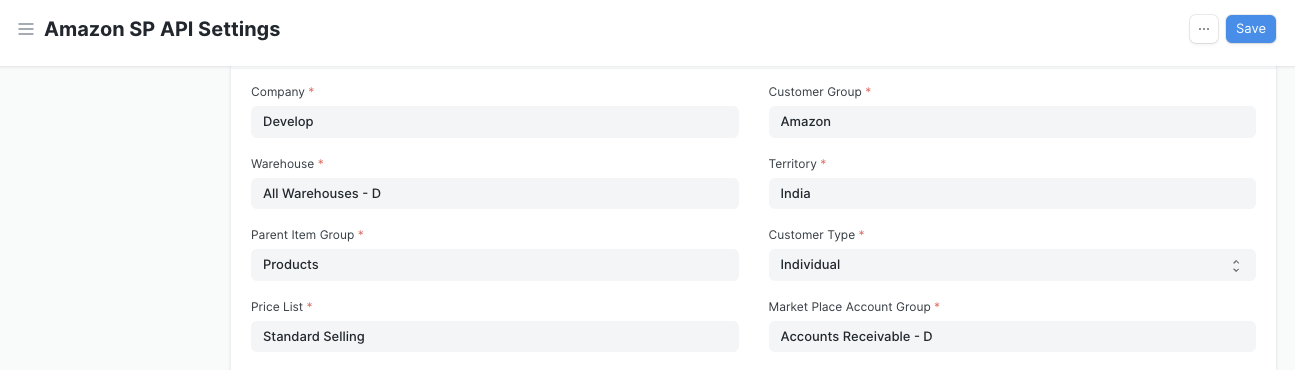 Amazon SP API Settings
...
Save
Company *
Develop
Customer Group *
Amazon
Warehouse *
All Warehouses - D
Territory *
India
Parent Item Group *
Products
Customer Type *
Individual
Price List *
Standard Selling
Market Place Account Group *
Accounts Receivable - D